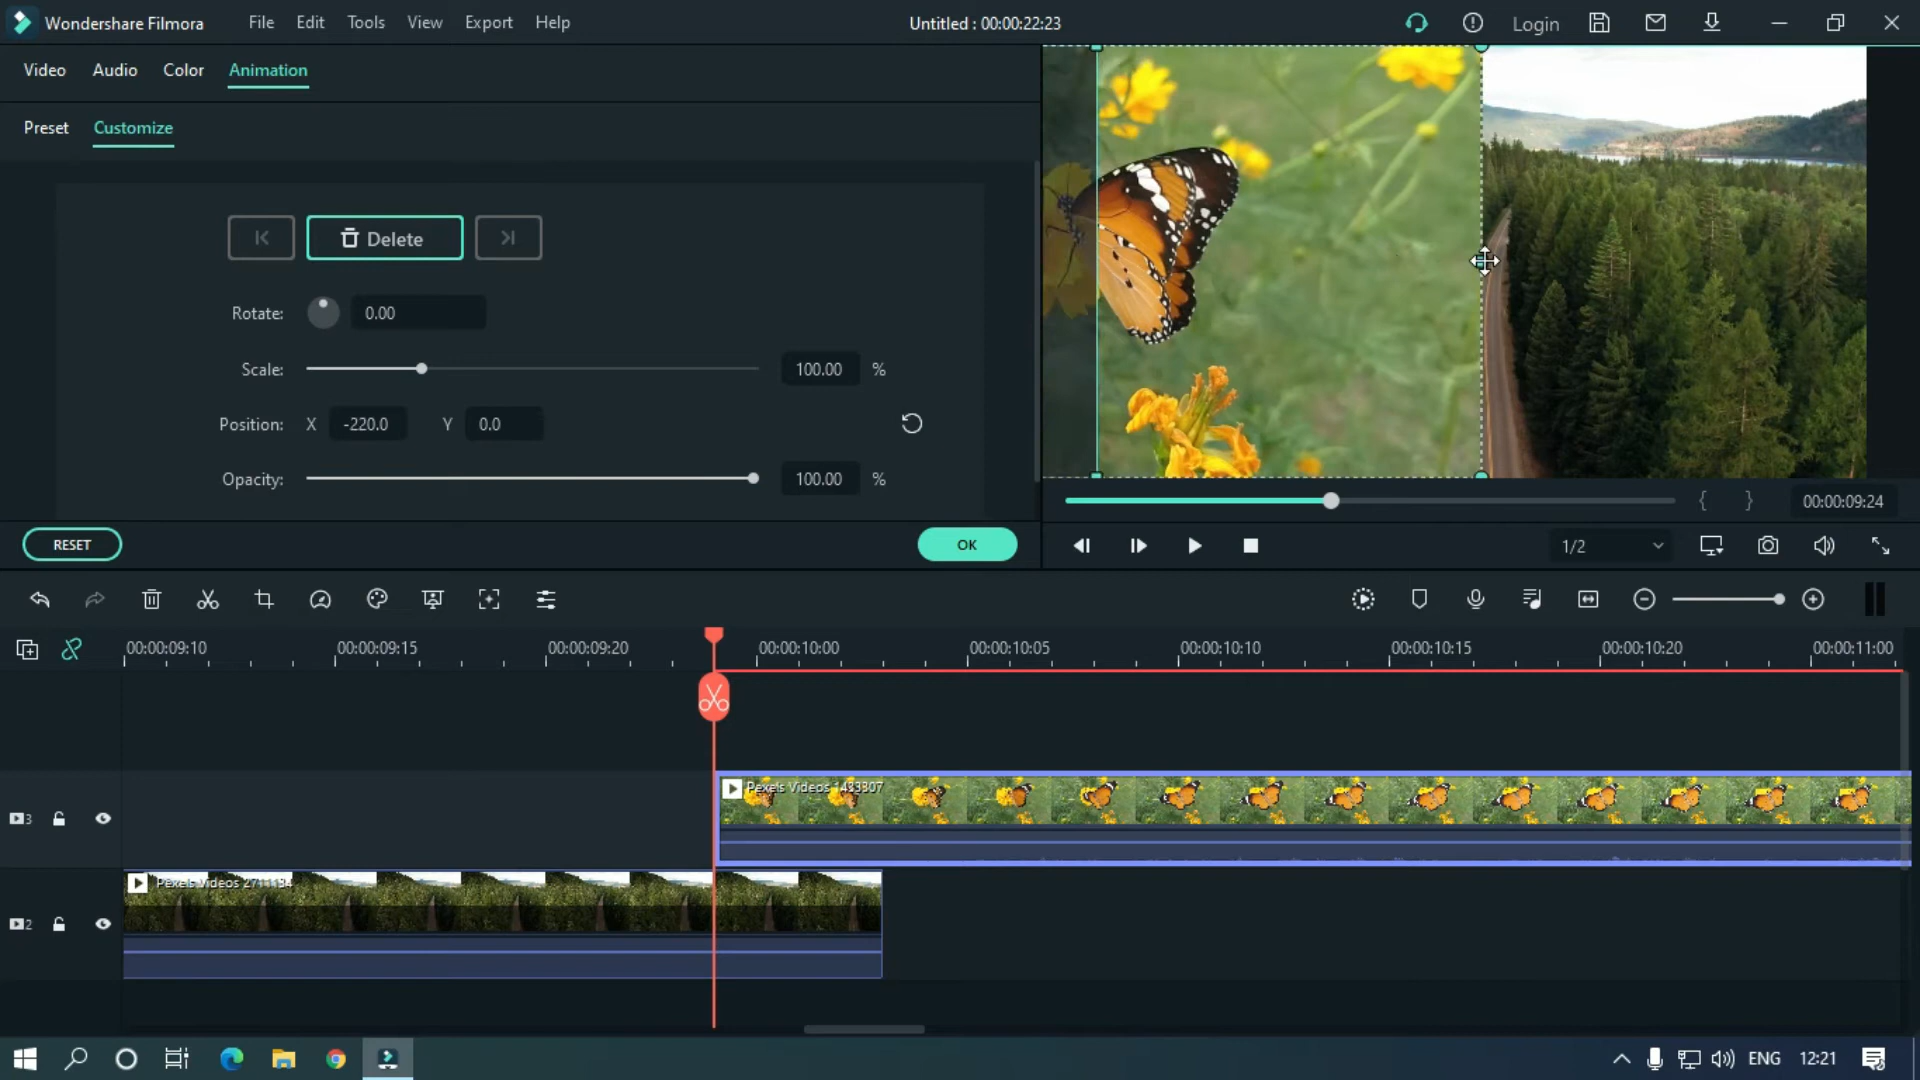 Wondershare Filmora File Edit Tools View Export Help Untitled : 00:00:22:23 Login
Video Audio Color Animation
Preset Customize
Delete
Rotate: 0.00
Scale: 100.00 %
Position: X -220.0 Y 0.0
Opacity: 100.00 %
{ } 00:00:09:24
RESET OK
1/2
00:00:09:10 00:00:09:15 00:00:09:20 00:00:10:00 00:00:10:05 00:00:10:10 00:00:10:15 00:00:10:20 00:00:11:00
Pexels Videos 1433307
3
Pexels Videos 2711134
2
ENG 12:21